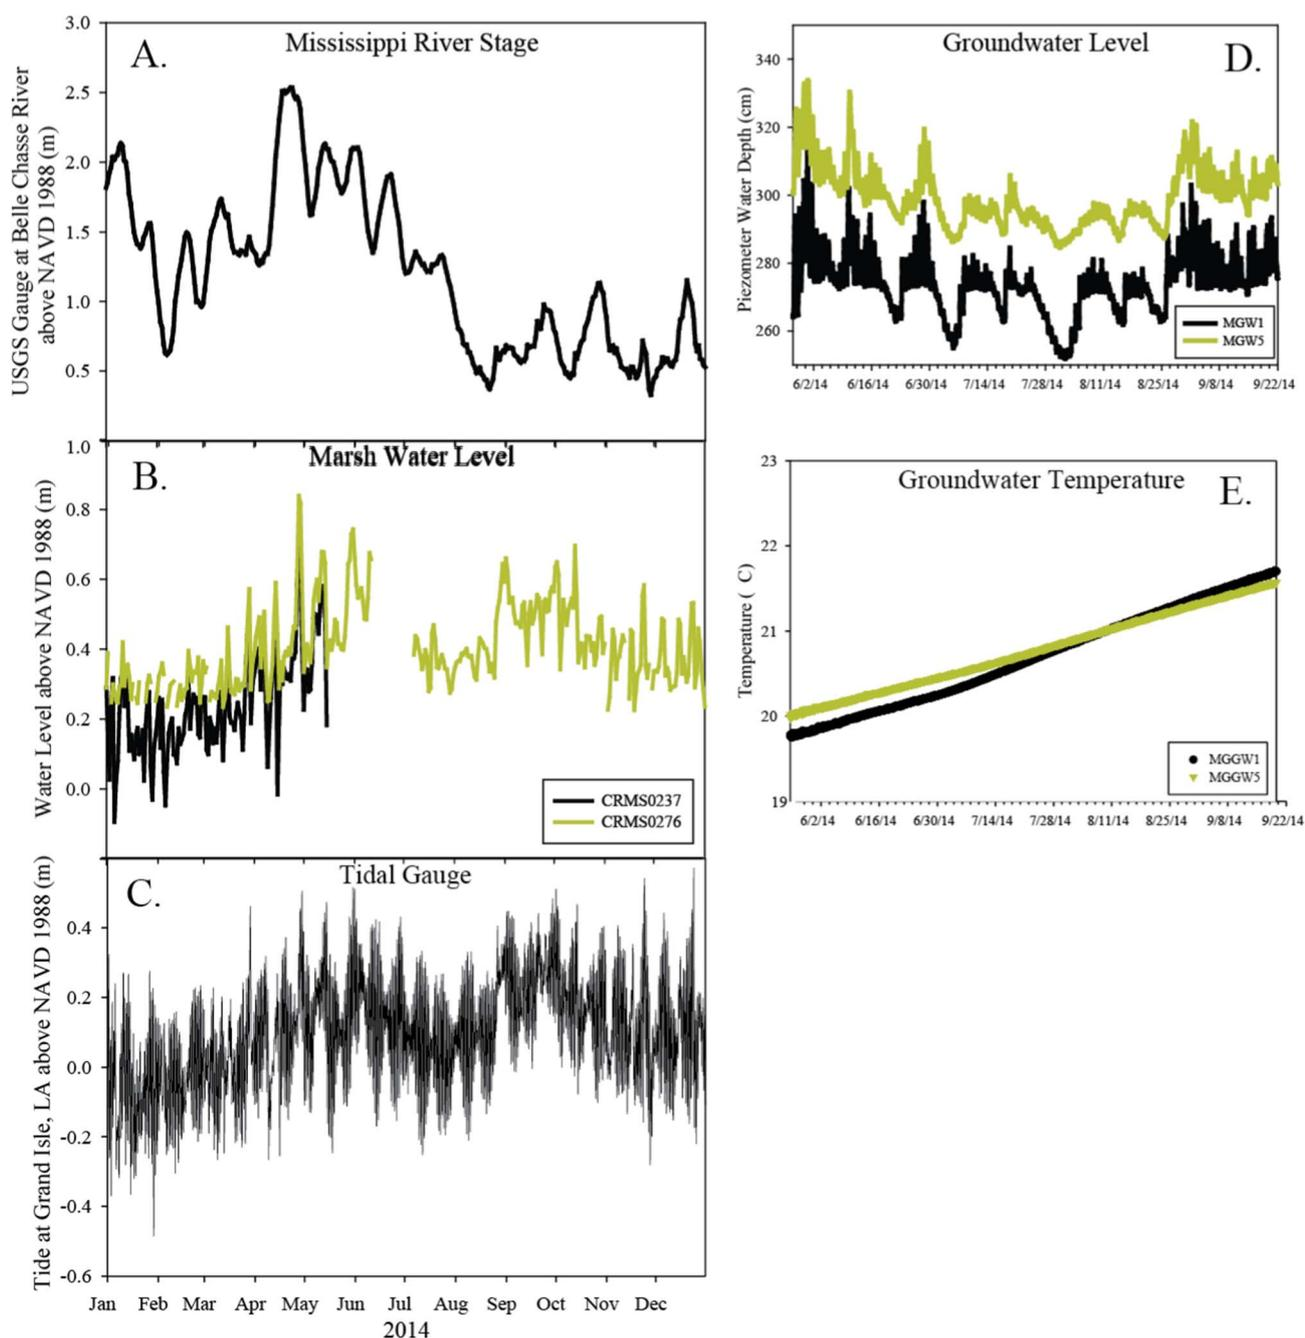 A.
Mississippi River Stage
USGS Gauge at Belle Chasse River
above NAVD 1988 (m)
3.0
2.5
2.0
1.5
1.0
0.5
B.
Marsh Water Level
Water Level above NAVD 1988 (m)
1.0
0.8
0.6
0.4
0.2
0.0
CRMS0237
CRMS0276
C.
Tidal Gauge
Tide at Grand Isle, LA above NAVD 1988 (m)
0.4
0.2
0.0
-0.2
-0.4
-0.6
Jan Feb Mar Apr May Jun Jul Aug Sep Oct Nov Dec
2014
Groundwater Level
D.
Piezometer Water Depth (cm)
340
320
300
280
260
MGW1
MGW5
6/2/14 6/16/14 6/30/14 7/14/14 7/28/14 8/11/14 8/25/14 9/8/14 9/22/14
Groundwater Temperature
E.
Temperature ( C)
23
22
21
20
19
MGGW1
MGGW5
6/2/14 6/16/14 6/30/14 7/14/14 7/28/14 8/11/14 8/25/14 9/8/14 9/22/14